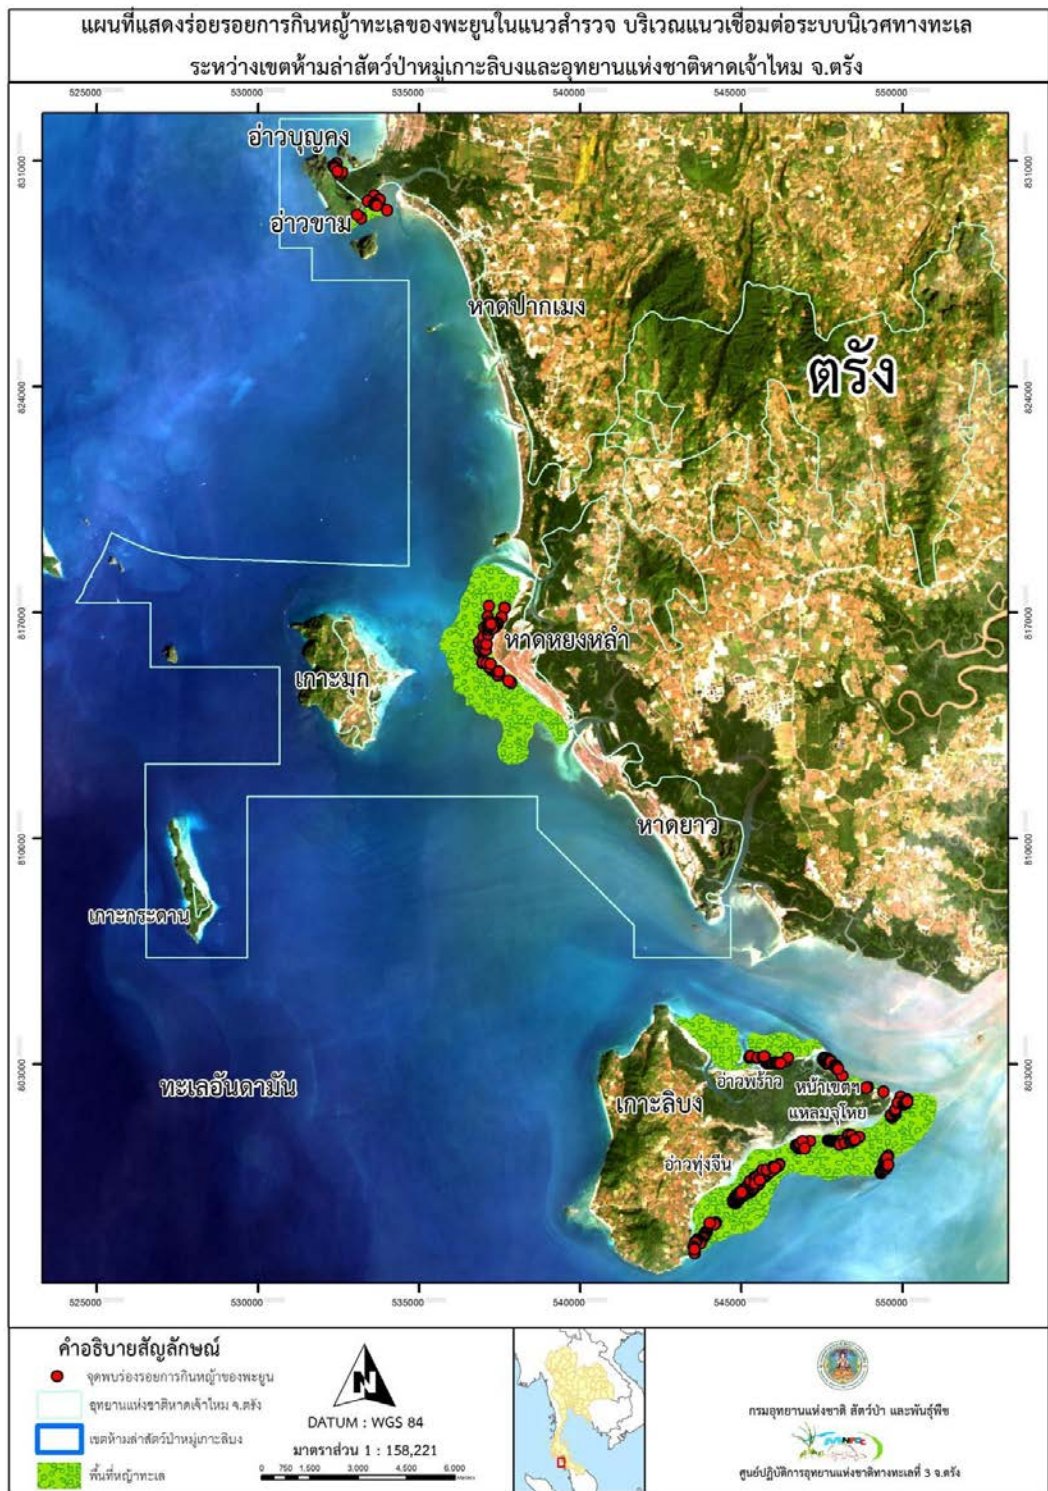 แผนที่แสดงร่อยรอยการกินหญ้าทะเลของพะยูนในแนวสำรวจ บริเวณแนวเชื่อมต่อระบบนิเวศทางทะเล
ระหว่างเขตห้ามล่าสัตว์ป่าหมู่เกาะลิบงและอุทยานแห่งชาติหาดเจ้าไหม จ.ตรัง
525000 530000 535000 540000 545000 550000
อ่าวบุญคง
831000 831000
อ่าวขาม
หาดปากเมง
ตรัง
824000 824000
817000 817000
หาดหยงหลำ
เกาะมุก
หาดยาว
810000 810000
เกาะกระดาน
803000 803000
ทะเลอันดามัน
อ่าวพร้าว
หน้าเขตฯ
เกาะลิบง
แหลมจุโหย
อ่าวทุ่งจีน
525000 530000 535000 540000 545000 550000
คำอธิบายสัญลักษณ์
จุดพบร่องรอยการกินหญ้าของพะยูน
อุทยานแห่งชาติหาดเจ้าไหม จ.ตรัง
เขตห้ามล่าสัตว์ป่าหมู่เกาะลิบง
พื้นที่หญ้าทะเล
N
DATUM : WGS 84
มาตราส่วน 1 : 158,221
0 750 1,500 3,000 4,500 6,000
กรมอุทยานแห่งชาติ สัตว์ป่า และพันธุ์พืช
ศูนย์ปฏิบัติการอุทยานแห่งชาติทางทะเลที่ 3 จ.ตรัง